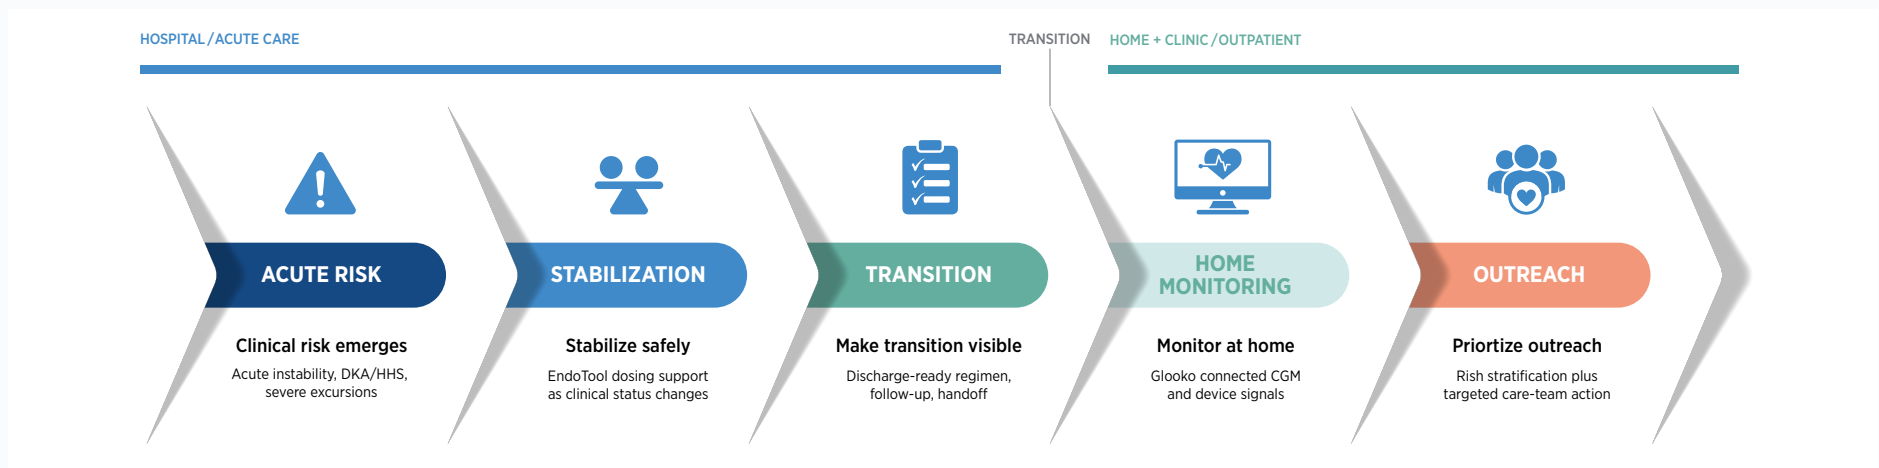 HOSPITAL/ACUTE CARE
TRANSITION
HOME + CLINIC/OUTPATIENT
ACUTE RISK
Clinical risk emerges
Acute instability, DKA/HHS,
severe excursions
STABILIZATION
Stabilize safely
EndoTool dosing support
as clinical status changes
TRANSITION
Make transition visible
Discharge-ready regimen,
follow-up, handoff
HOME
MONITORING
Monitor at home
Glooko connected CGM
and device signals
OUTREACH
Priortize outreach
Rish stratification plus
targeted care-team action